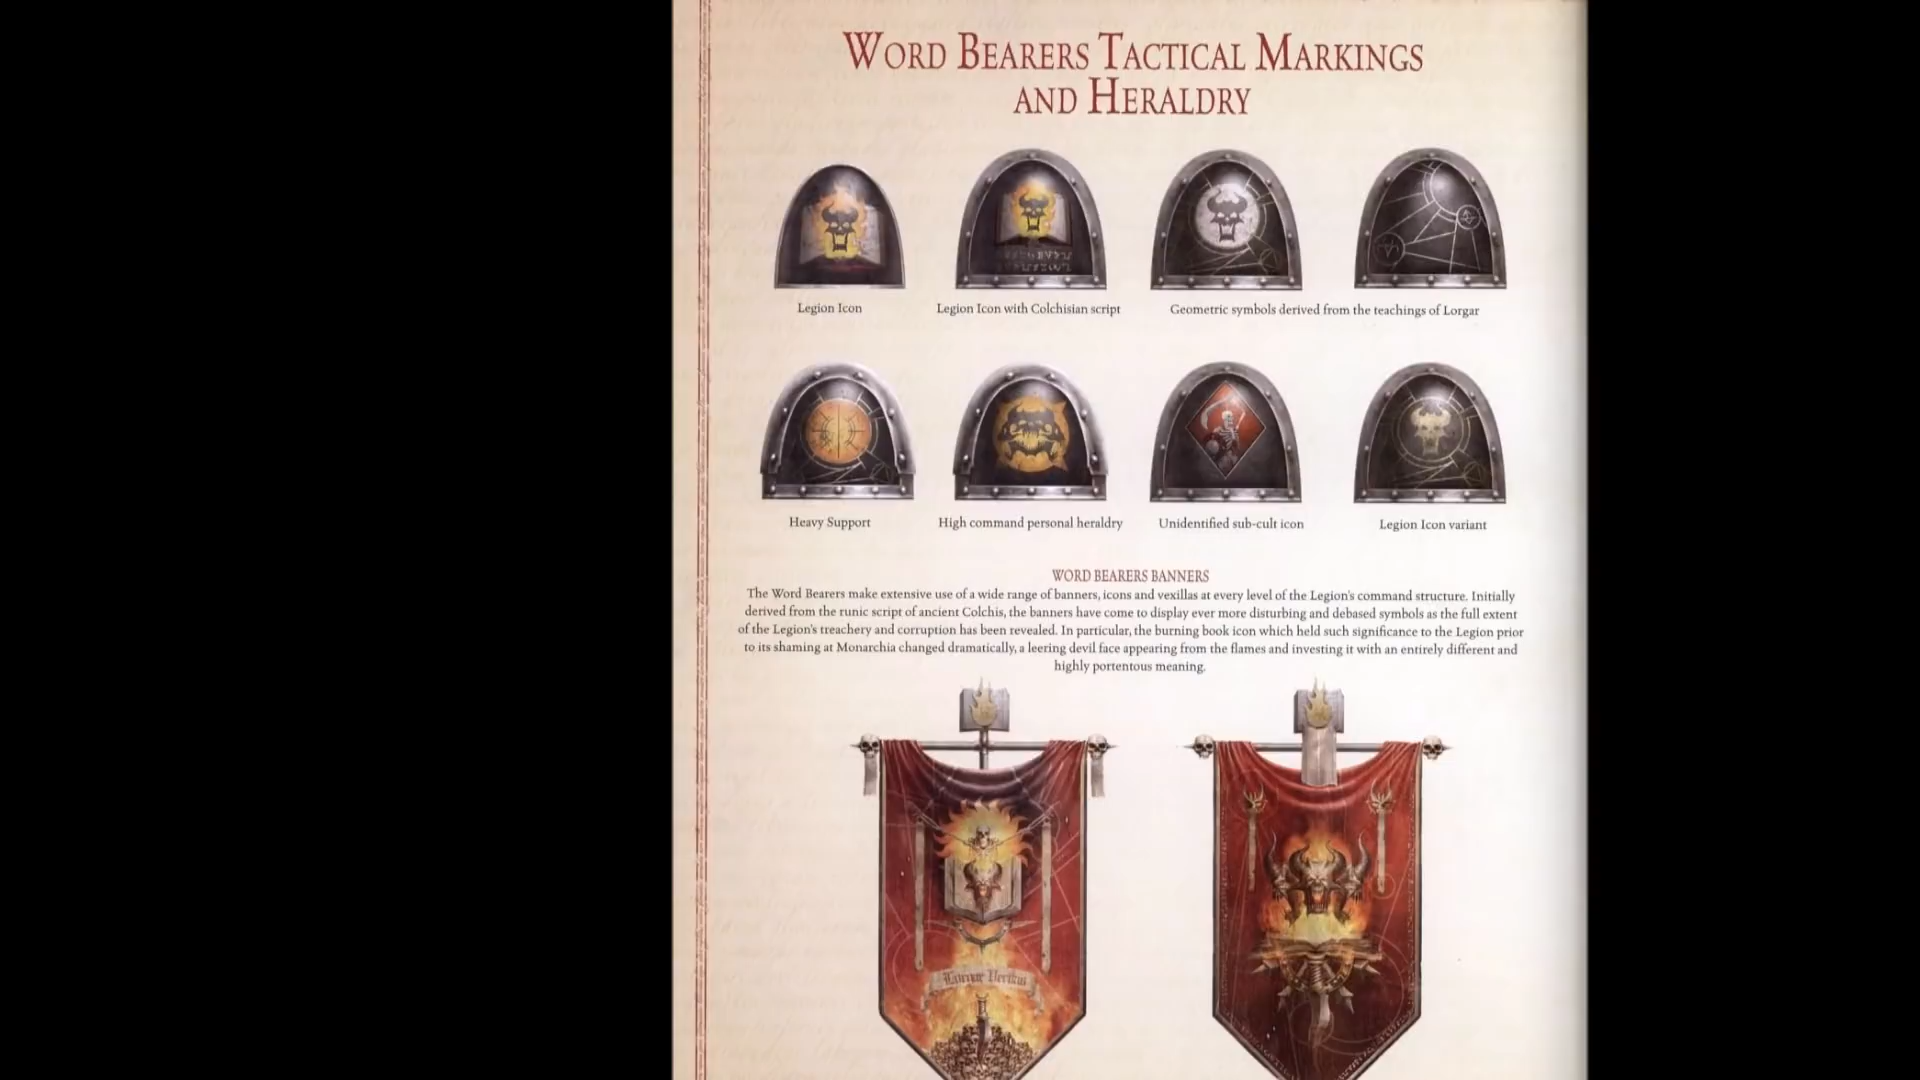 WORD BEARERS TACTICAL MARKINGS
AND HERALDRY
Legion Icon
Legion Icon with Colchisian script
Geometric symbols derived from the teachings of Lorgar
Heavy Support
High command personal heraldry
Unidentified sub-cult icon
Legion Icon variant
WORD BEARERS BANNERS
The Word Bearers make extensive use of a wide range of banners, icons and vexillas at every level of the Legion's command structure. Initially
derived from the runic script of ancient Colchis, the banners have come to display ever more disturbing and debased symbols as the full extent
of the Legion's treachery and corruption has been revealed. In particular, the burning book icon which held such significance to the Legion prior
to its shaming at Monarchia changed dramatically, a leering devil face appearing from the flames and investing it with an entirely different and
highly portentous meaning.